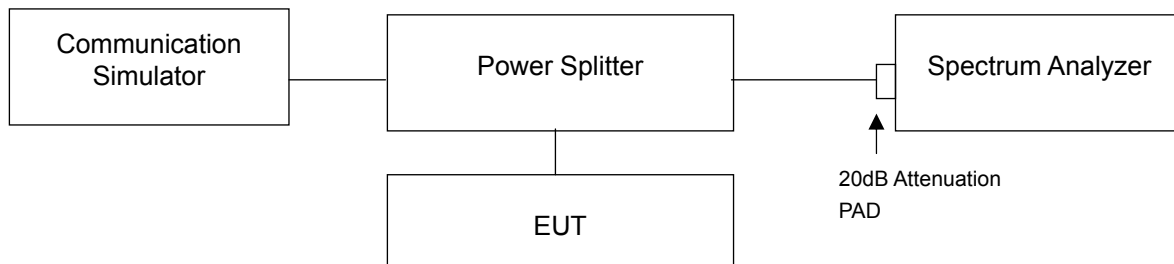 Communication
Simulator
Power Splitter
Spectrum Analyzer
EUT
20dB Attenuation
PAD